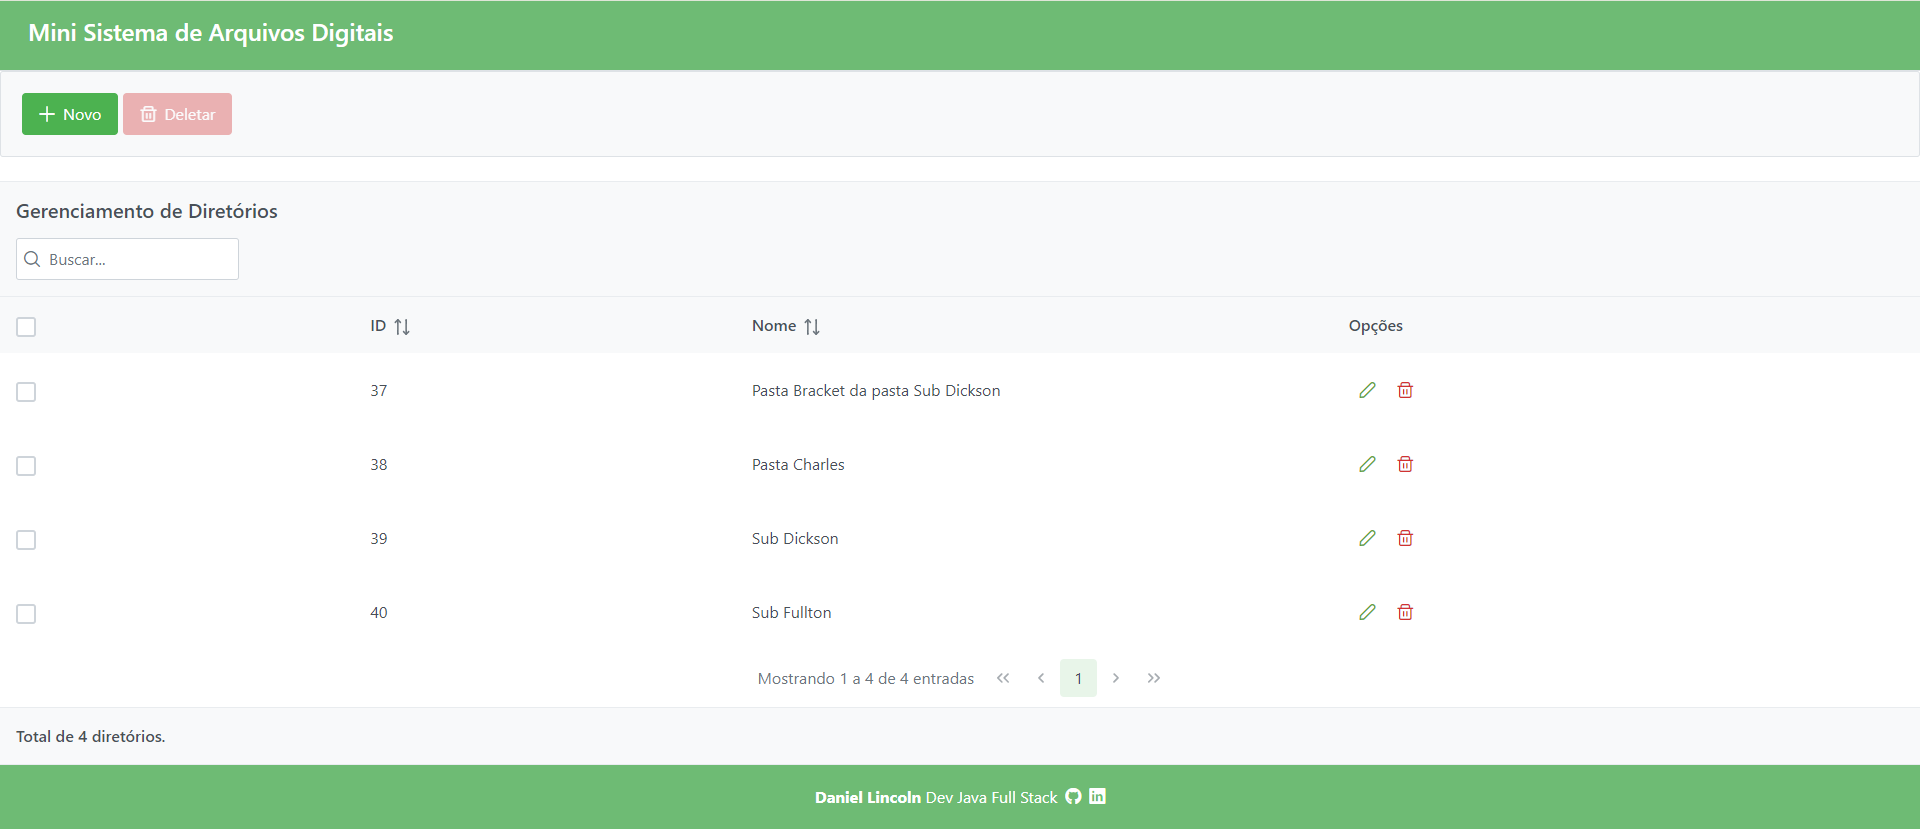 Mini Sistema de Arquivos Digitais
Novo Deletar
Gerenciamento de Diretórios
Buscar...
ID Nome Opções
37 Pasta Bracket da pasta Sub Dickson
38 Pasta Charles
39 Sub Dickson
40 Sub Fullton
Mostrando 1 a 4 de 4 entradas 1
Total de 4 diretórios.
Daniel Lincoln Dev Java Full Stack in